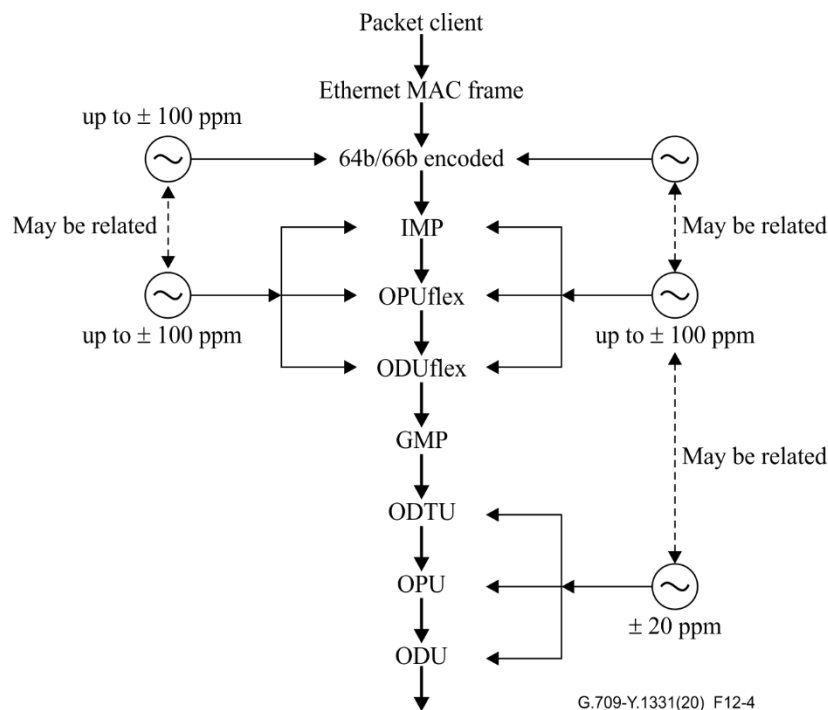 Packet client
Ethernet MAC frame
up to ± 100 ppm
64b/66b encoded
May be related
IMP
May be related
OPUflex
up to ± 100 ppm
up to ± 100 ppm
ODUflex
GMP
May be related
ODTU
OPU
± 20 ppm
ODU
G.709-Y.1331(20)_F12-4